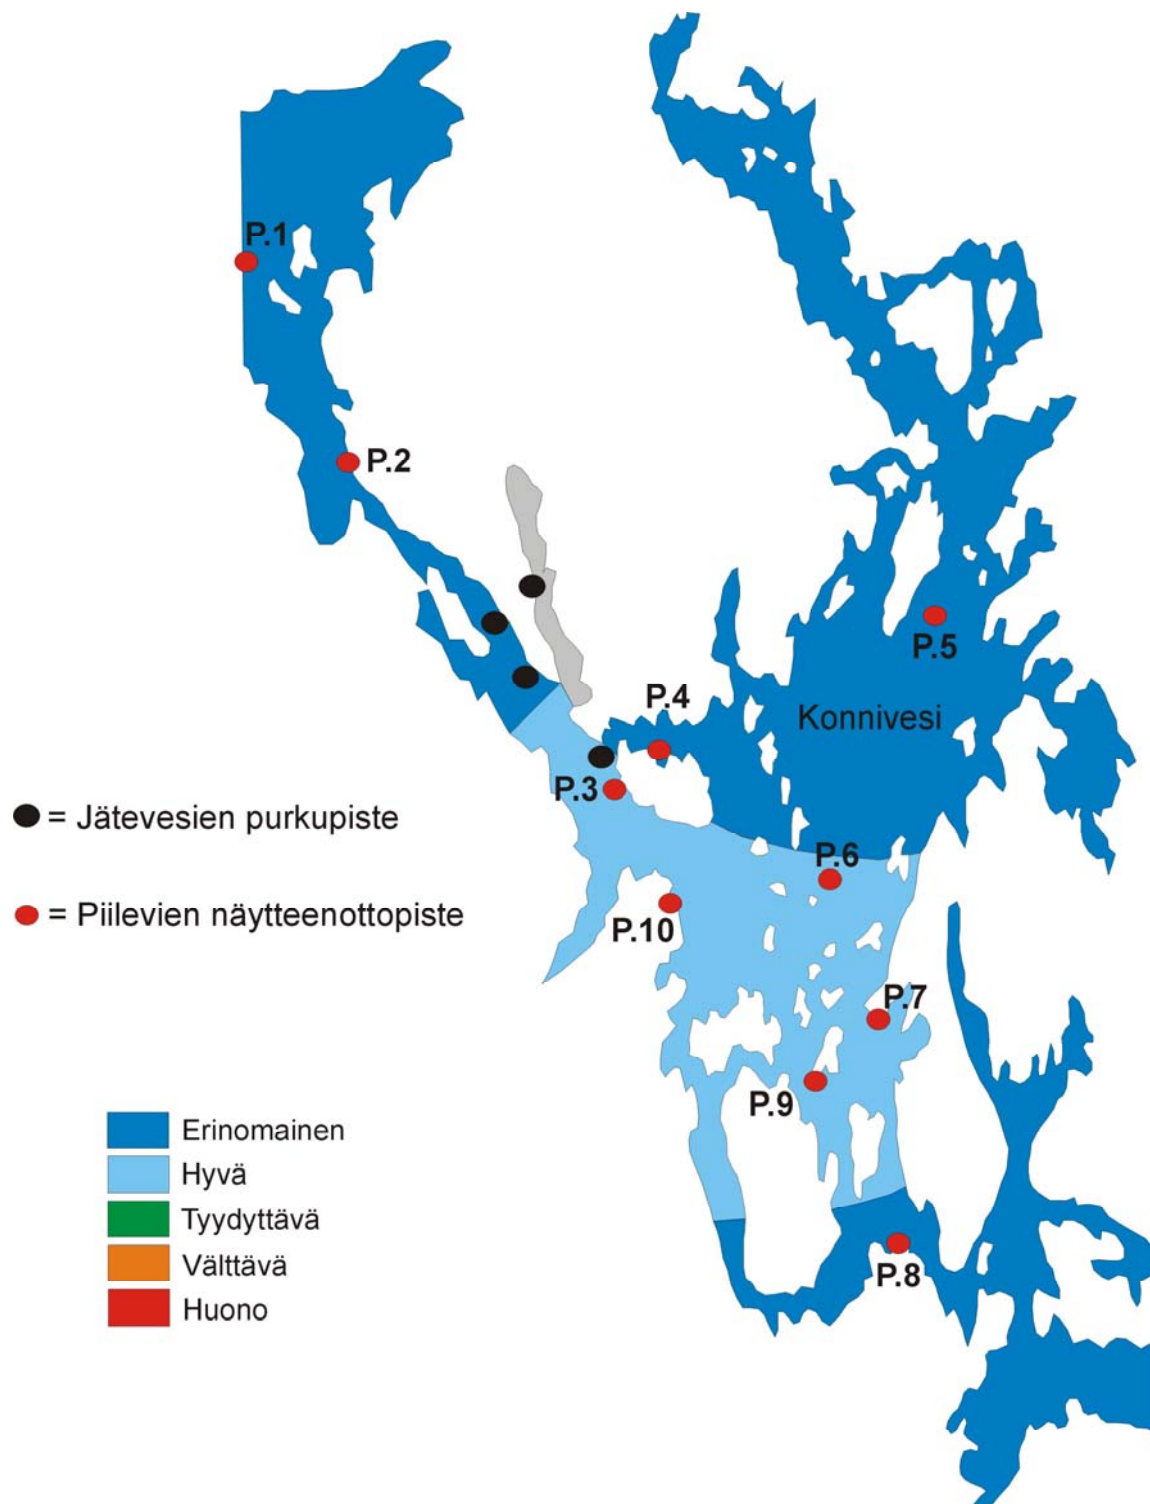 P.1
P.2
P.5
P.4
Konnivesi
P.3
= Jätevesien purkupiste
P.6
= Piilevien näytteenottopiste
P.10
P.7
P.9
Erinomainen
Hyvä
Tyydyttävä
Välttävä
P.8
Huono